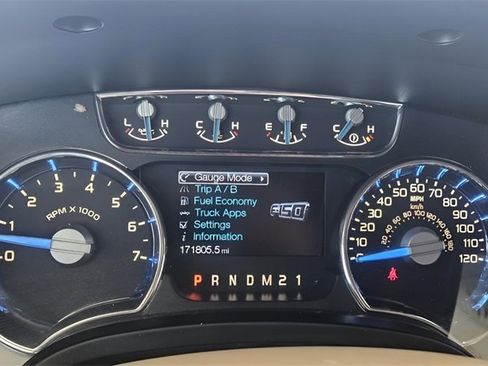 L H
C H
E F
C H
Gauge Mode
Trip A / B
Fuel Economy
Truck Apps
Settings
Information
171805.5 mi
150
P R N D M 2 1
0 1 2 3 4 5 6 7
RPM X 1000
0 10 20 30 40 50 60 70 80 90 100 110 120
MPH
km/h